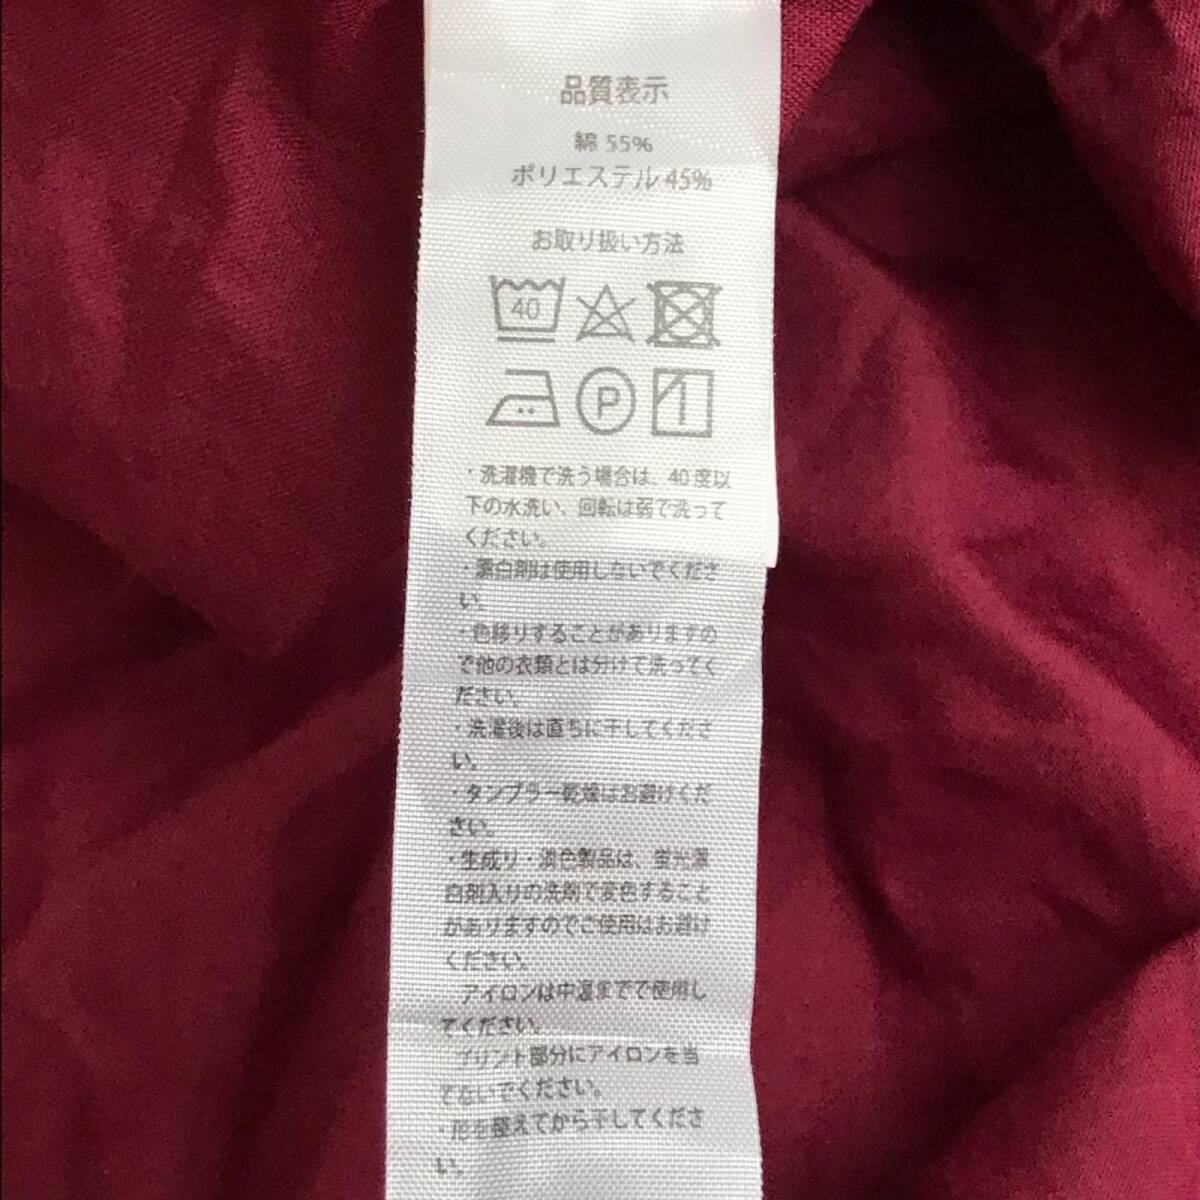 品質表示
綿 55%
ポリエステル 45%
お取り扱い方法
40
P
・洗濯機で洗う場合は、40度以
下の水洗い、回転は弱で洗って
ください。
・漂白剤は使用しないでくださ
い。
・色移りすることがありますの
で他の衣類とは分けて洗ってく
ださい。
・洗濯後は直ちに干してくださ
い。
・タンブラー乾燥はお避けくだ
さい。
・生成り・淡色製品は、蛍光漂
白剤入りの洗剤で変色すること
がありますのでご使用はお避け
ください。
アイロンは中温までで使用し
てください。
プリント部分にアイロンを当
てないでください。
・形を整えてから干してくださ
い。